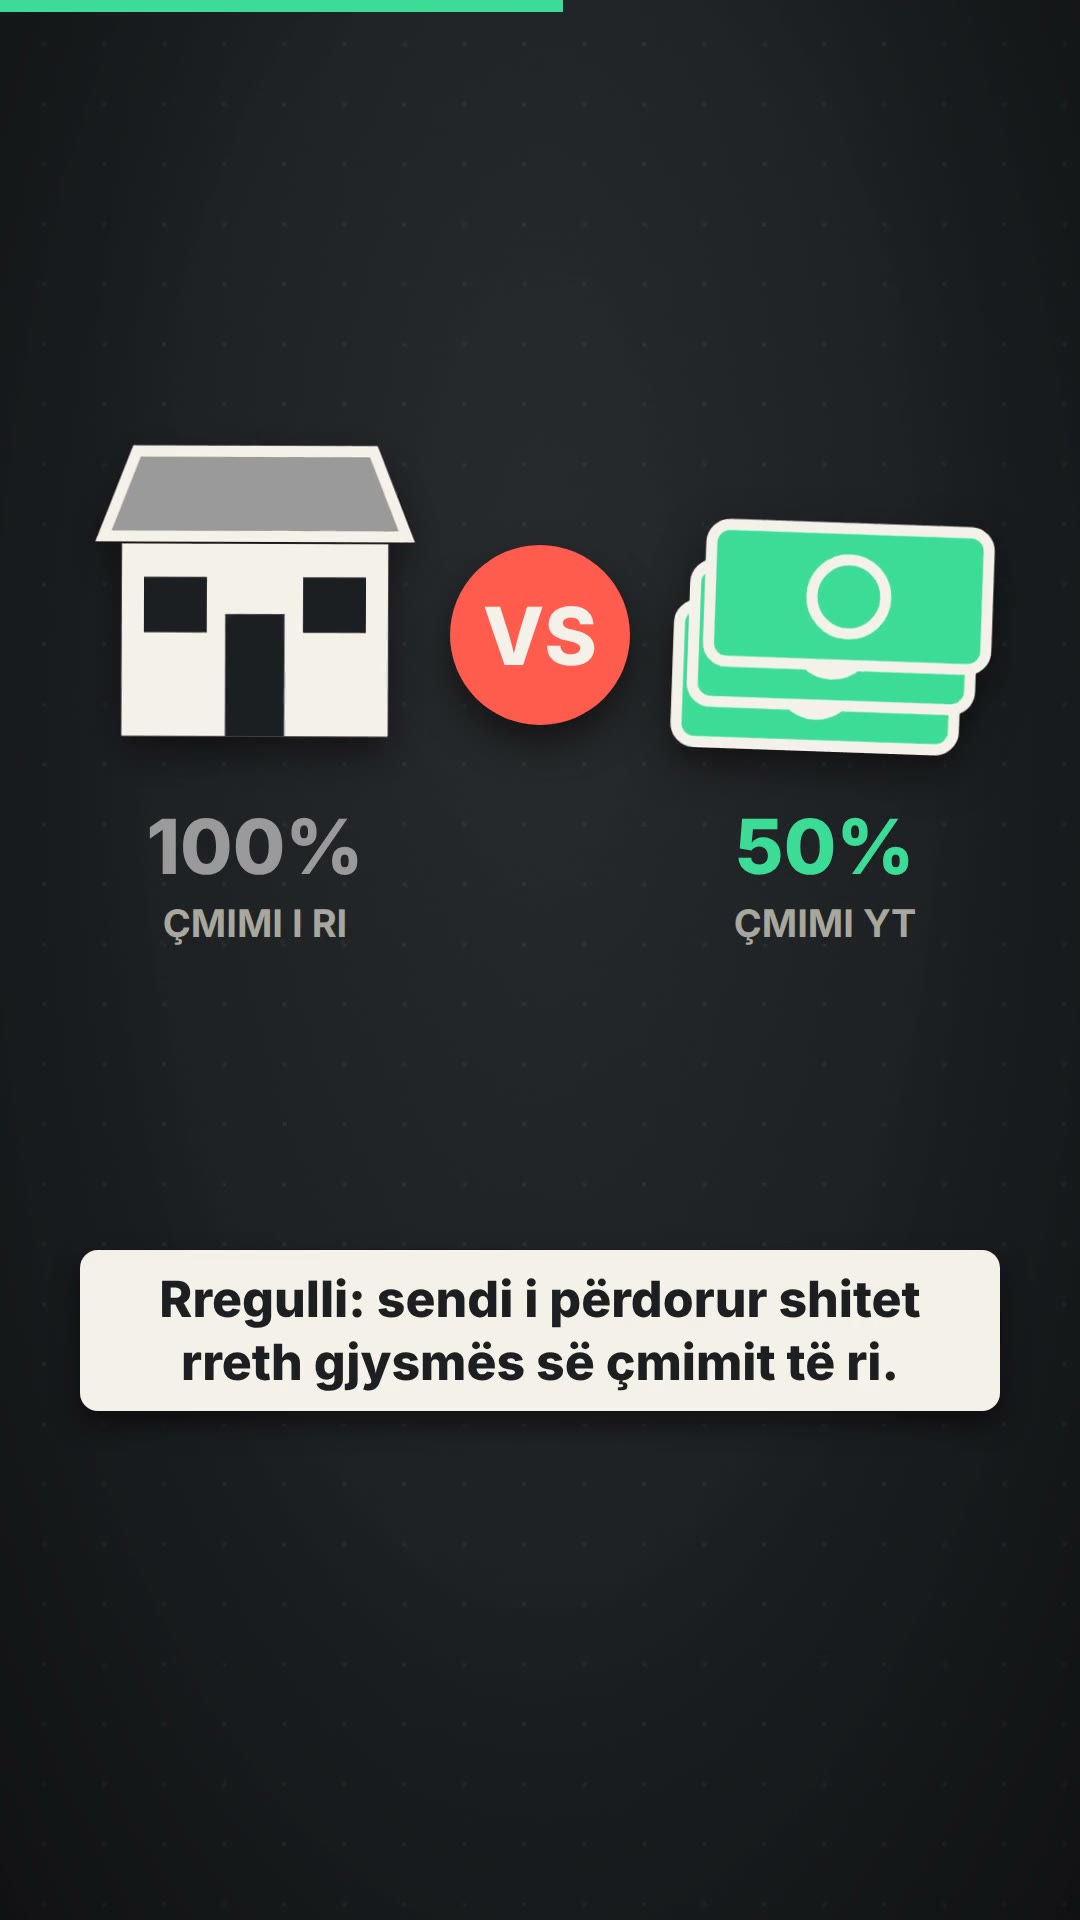 VS
100%
50%
ÇMIMI I RI
ÇMIMI YT
Rregulli: sendi i përdorur shitet
rreth gjysmës së çmimit të ri.